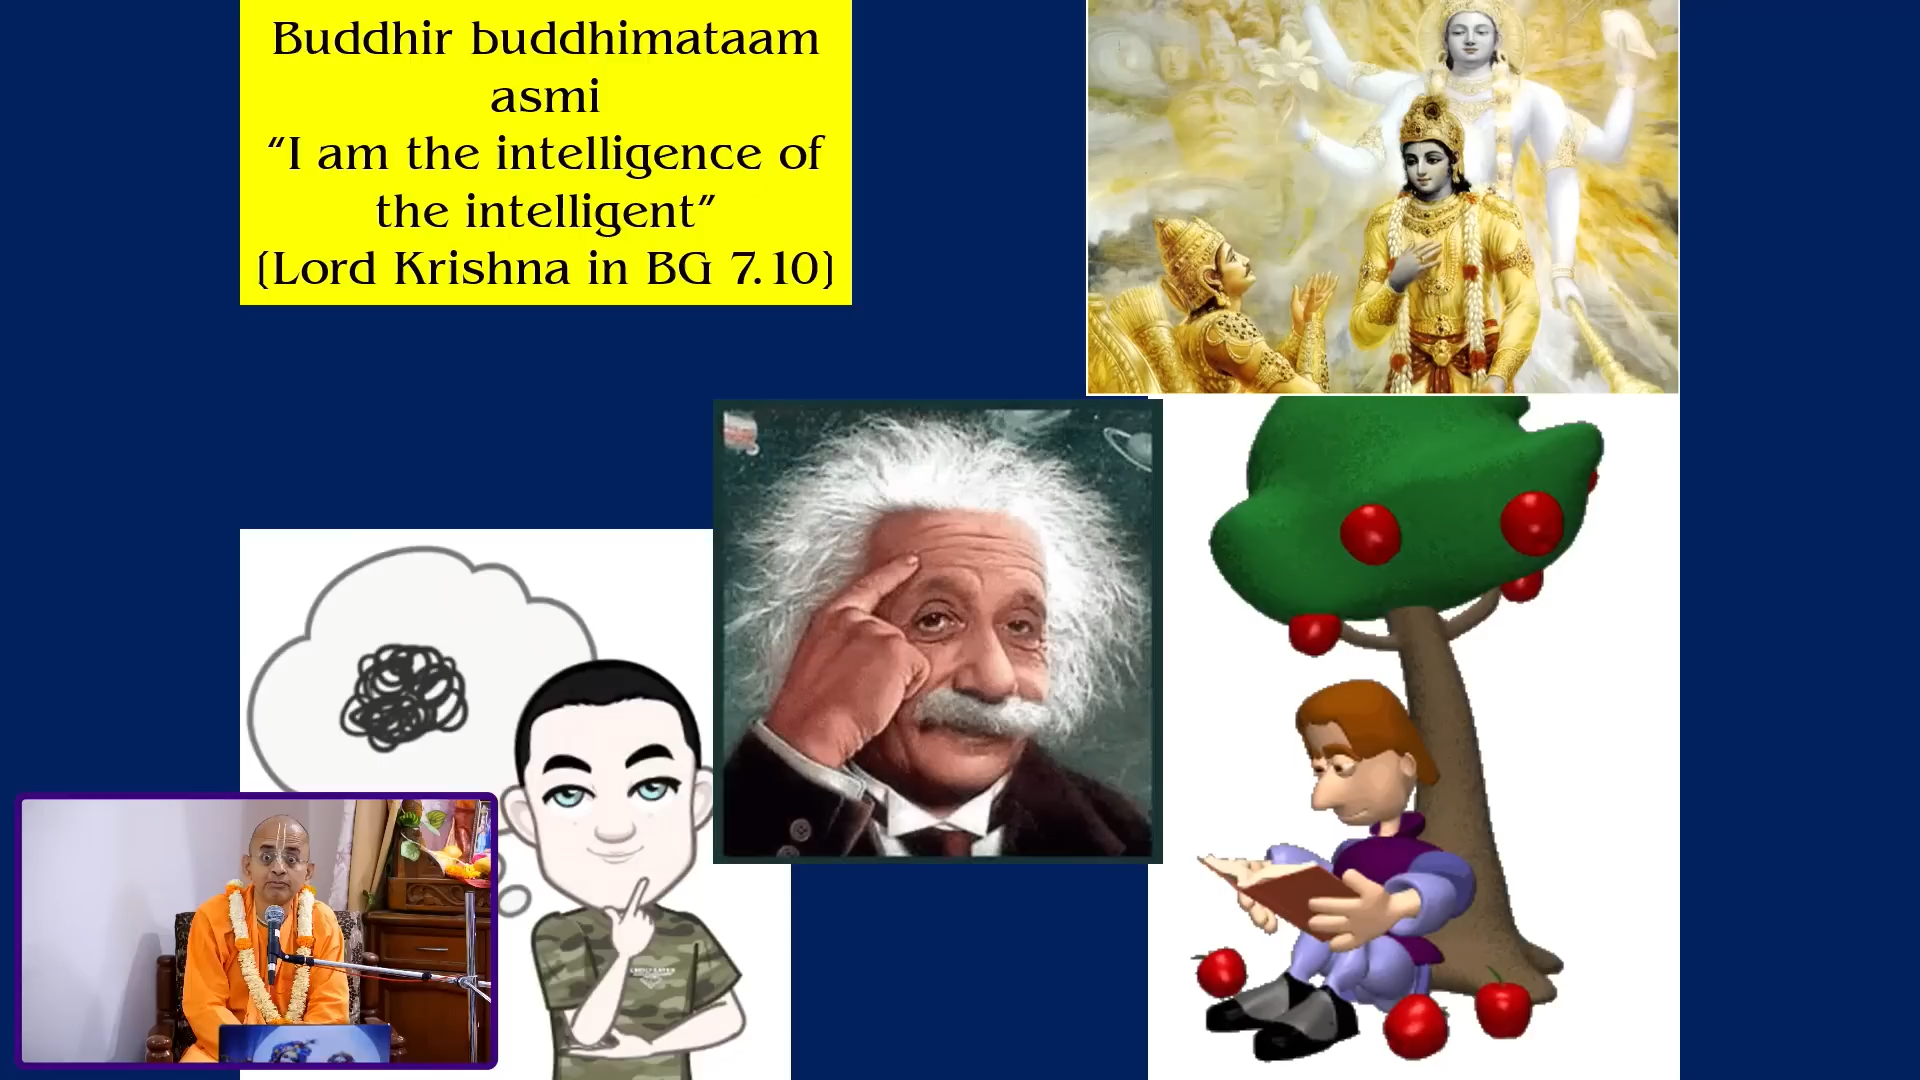 Buddhir buddhimataam
asmi
“I am the intelligence of
the intelligent”
(Lord Krishna in BG 7.10)